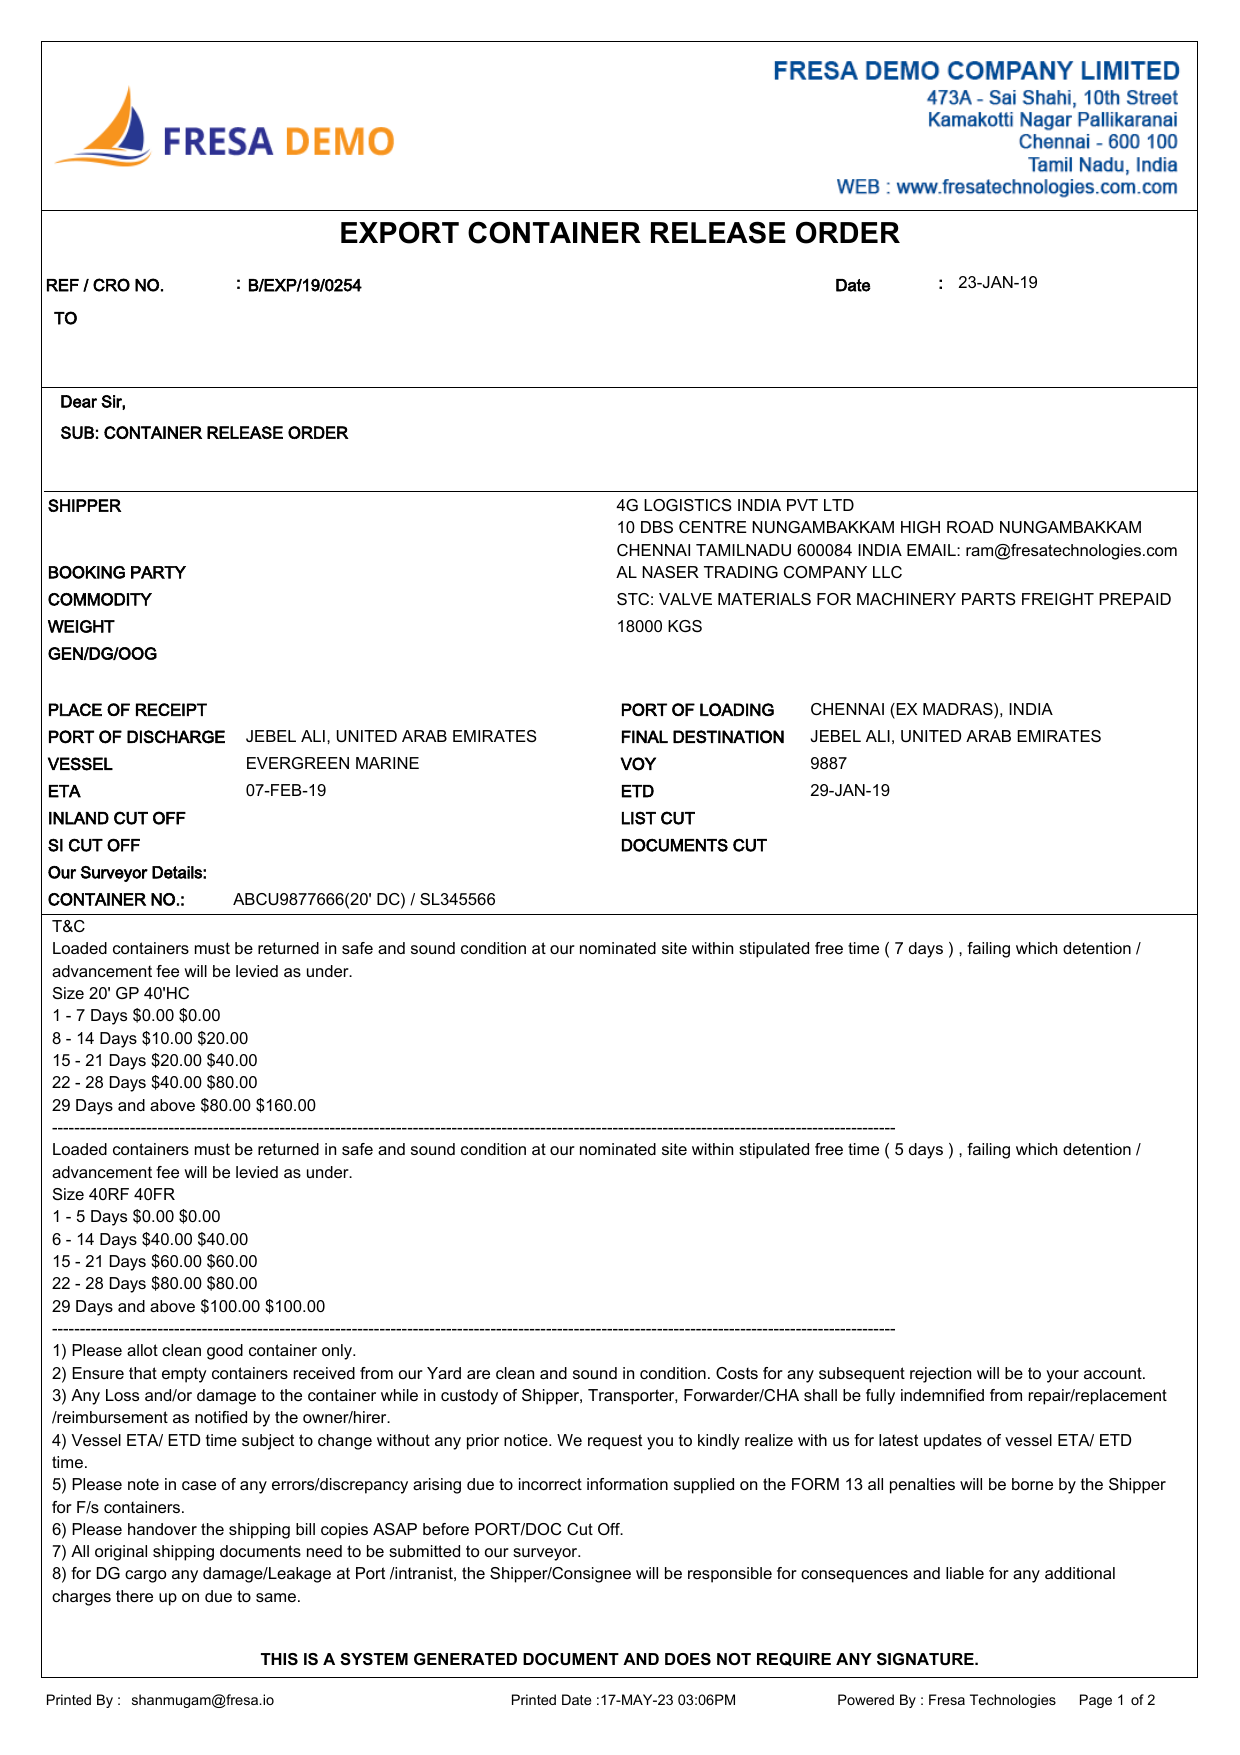 FRESA DEMO
FRESA DEMO COMPANY LIMITED
473A - Sai Shahi, 10th Street
Kamakotti Nagar Pallikaranai
Chennai - 600 100
Tamil Nadu, India
WEB : www.fresatechnologies.com.com
EXPORT CONTAINER RELEASE ORDER
REF / CRO NO. : B/EXP/19/0254 Date : 23-JAN-19
TO
Dear Sir,
SUB: CONTAINER RELEASE ORDER
SHIPPER 4G LOGISTICS INDIA PVT LTD
10 DBS CENTRE NUNGAMBAKKAM HIGH ROAD NUNGAMBAKKAM
CHENNAI TAMILNADU 600084 INDIA EMAIL: ram@fresatechnologies.com
BOOKING PARTY AL NASER TRADING COMPANY LLC
COMMODITY STC: VALVE MATERIALS FOR MACHINERY PARTS FREIGHT PREPAID
WEIGHT 18000 KGS
GEN/DG/OOG
PLACE OF RECEIPT PORT OF LOADING CHENNAI (EX MADRAS), INDIA
PORT OF DISCHARGE JEBEL ALI, UNITED ARAB EMIRATES FINAL DESTINATION JEBEL ALI, UNITED ARAB EMIRATES
VESSEL EVERGREEN MARINE VOY 9887
ETA 07-FEB-19 ETD 29-JAN-19
INLAND CUT OFF LIST CUT
SI CUT OFF DOCUMENTS CUT
Our Surveyor Details:
CONTAINER NO.: ABCU9877666(20' DC) / SL345566
T&C
Loaded containers must be returned in safe and sound condition at our nominated site within stipulated free time ( 7 days ) , failing which detention /
advancement fee will be levied as under.
Size 20' GP 40'HC
1 - 7 Days $0.00 $0.00
8 - 14 Days $10.00 $20.00
15 - 21 Days $20.00 $40.00
22 - 28 Days $40.00 $80.00
29 Days and above $80.00 $160.00
----------------------------------------------------------------------------------------------------------------------------------------------------------
Loaded containers must be returned in safe and sound condition at our nominated site within stipulated free time ( 5 days ) , failing which detention /
advancement fee will be levied as under.
Size 40RF 40FR
1 - 5 Days $0.00 $0.00
6 - 14 Days $40.00 $40.00
15 - 21 Days $60.00 $60.00
22 - 28 Days $80.00 $80.00
29 Days and above $100.00 $100.00
----------------------------------------------------------------------------------------------------------------------------------------------------------
1) Please allot clean good container only.
2) Ensure that empty containers received from our Yard are clean and sound in condition. Costs for any subsequent rejection will be to your account.
3) Any Loss and/or damage to the container while in custody of Shipper, Transporter, Forwarder/CHA shall be fully indemnified from repair/replacement
/reimbursement as notified by the owner/hirer.
4) Vessel ETA/ ETD time subject to change without any prior notice. We request you to kindly realize with us for latest updates of vessel ETA/ ETD
time.
5) Please note in case of any errors/discrepancy arising due to incorrect information supplied on the FORM 13 all penalties will be borne by the Shipper
for F/s containers.
6) Please handover the shipping bill copies ASAP before PORT/DOC Cut Off.
7) All original shipping documents need to be submitted to our surveyor.
8) for DG cargo any damage/Leakage at Port /intranist, the Shipper/Consignee will be responsible for consequences and liable for any additional
charges there up on due to same.
THIS IS A SYSTEM GENERATED DOCUMENT AND DOES NOT REQUIRE ANY SIGNATURE.
Printed By : shanmugam@fresa.io Printed Date :17-MAY-23 03:06PM Powered By : Fresa Technologies Page 1 of 2